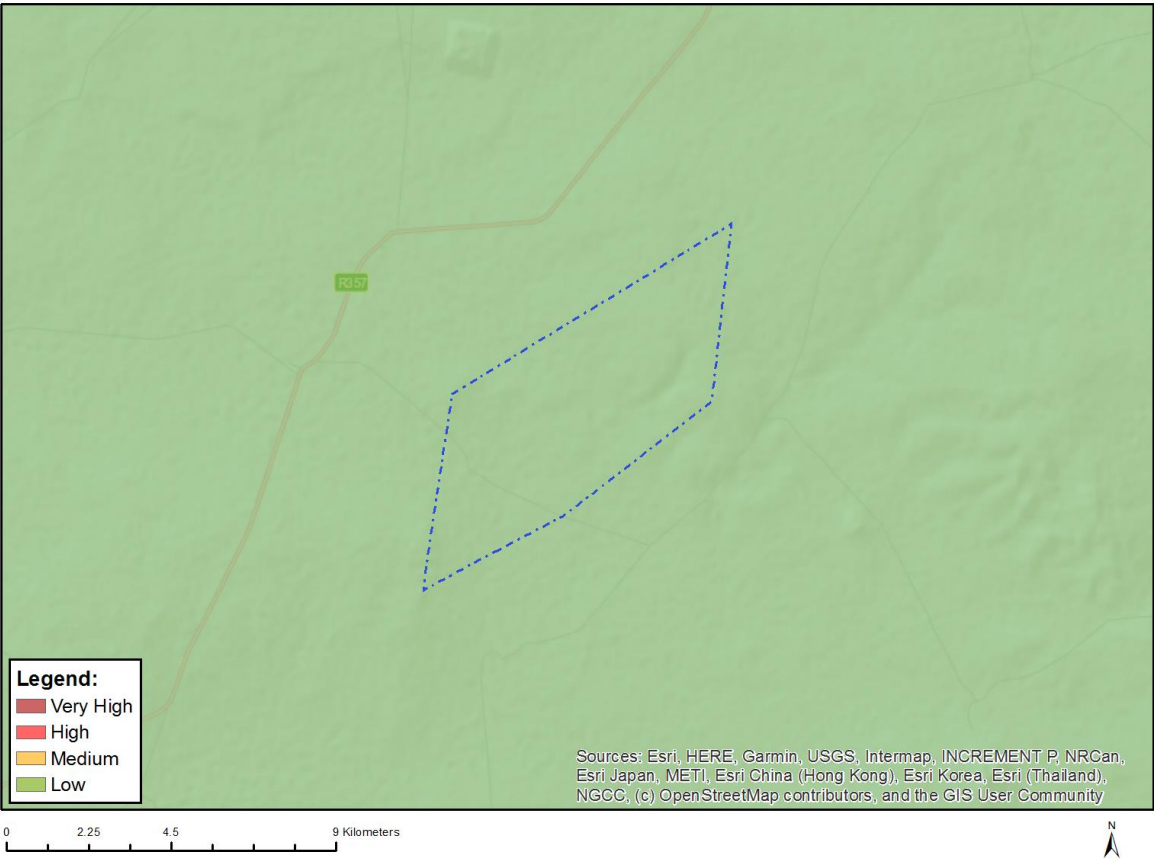 R357
Legend:
Very High
High
Medium
Low
Sources: Esri, HERE, Garmin, USGS, Intermap, INCREMENT P, NRCan,
Esri Japan, METI, Esri China (Hong Kong), Esri Korea, Esri (Thailand),
NGCC, (c) OpenStreetMap contributors, and the GIS User Community
0 2.25 4.5 9 Kilometers
N